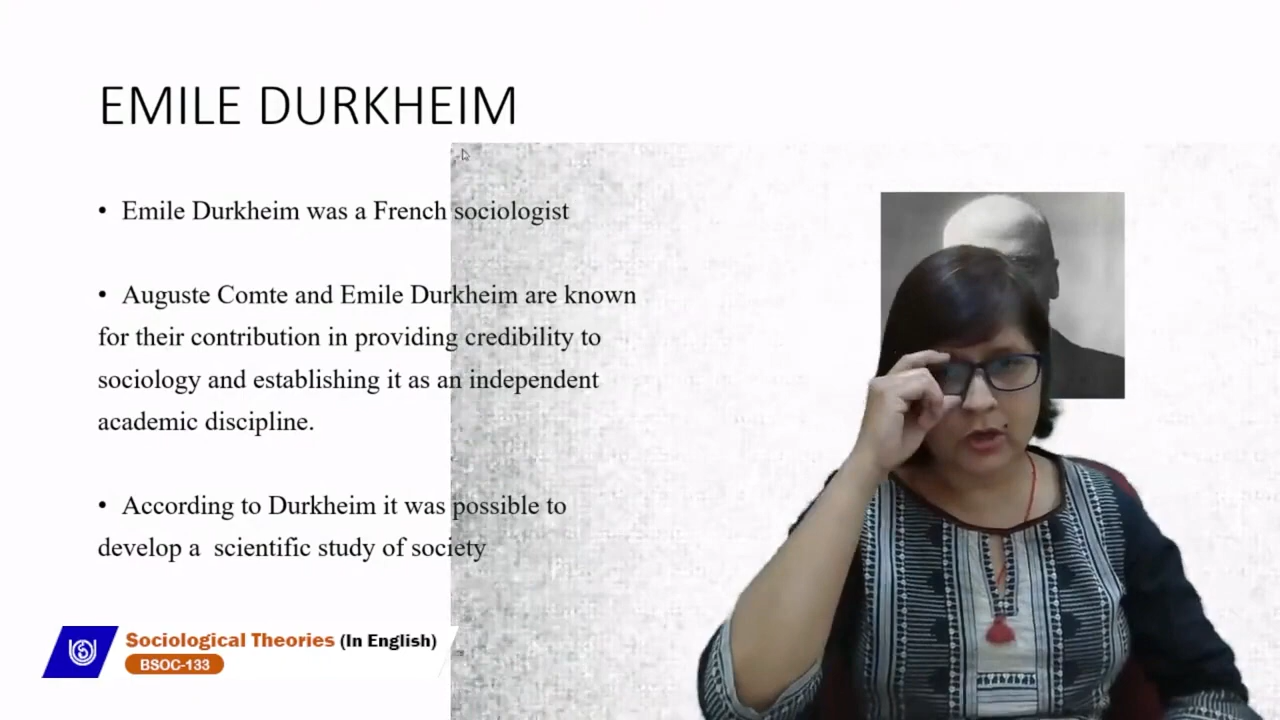 EMILE DURKHEIM
• Emile Durkheim was a French sociologist
• Auguste Comte and Emile Durkheim are known
for their contribution in providing credibility to
sociology and establishing it as an independent
academic discipline.
• According to Durkheim it was possible to
develop a  scientific study of society
Sociological Theories (In English)
BSOC-133